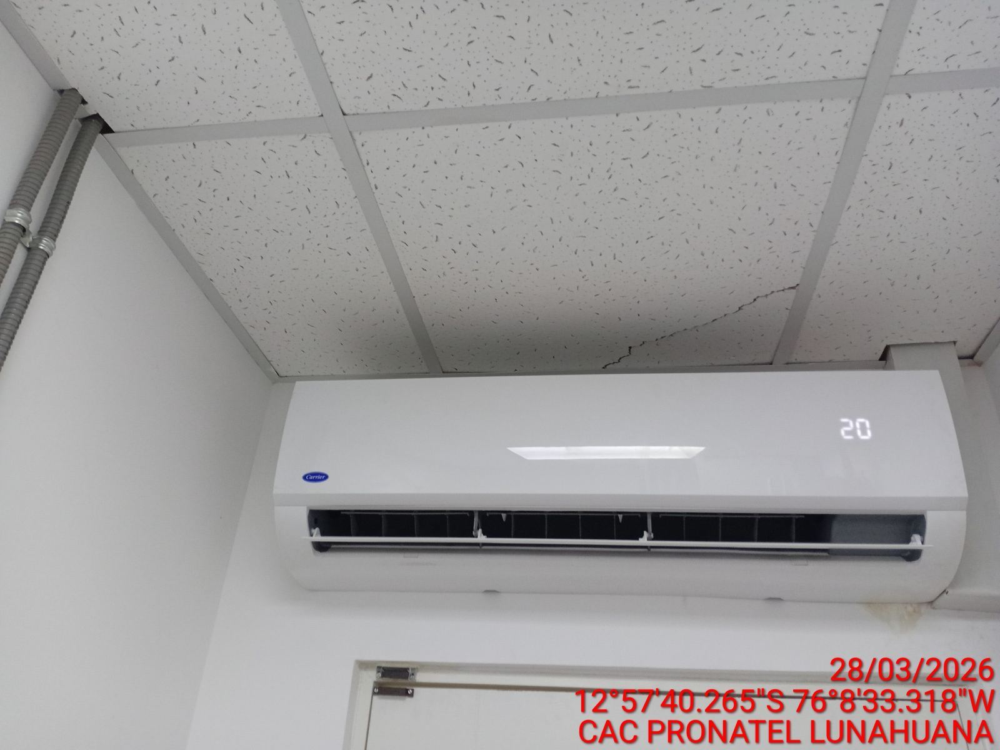 20
Carrier
28/03/2026
12°57'40.265"S 76°8'33.318"W
CAC PRONATEL LUNAHUANA